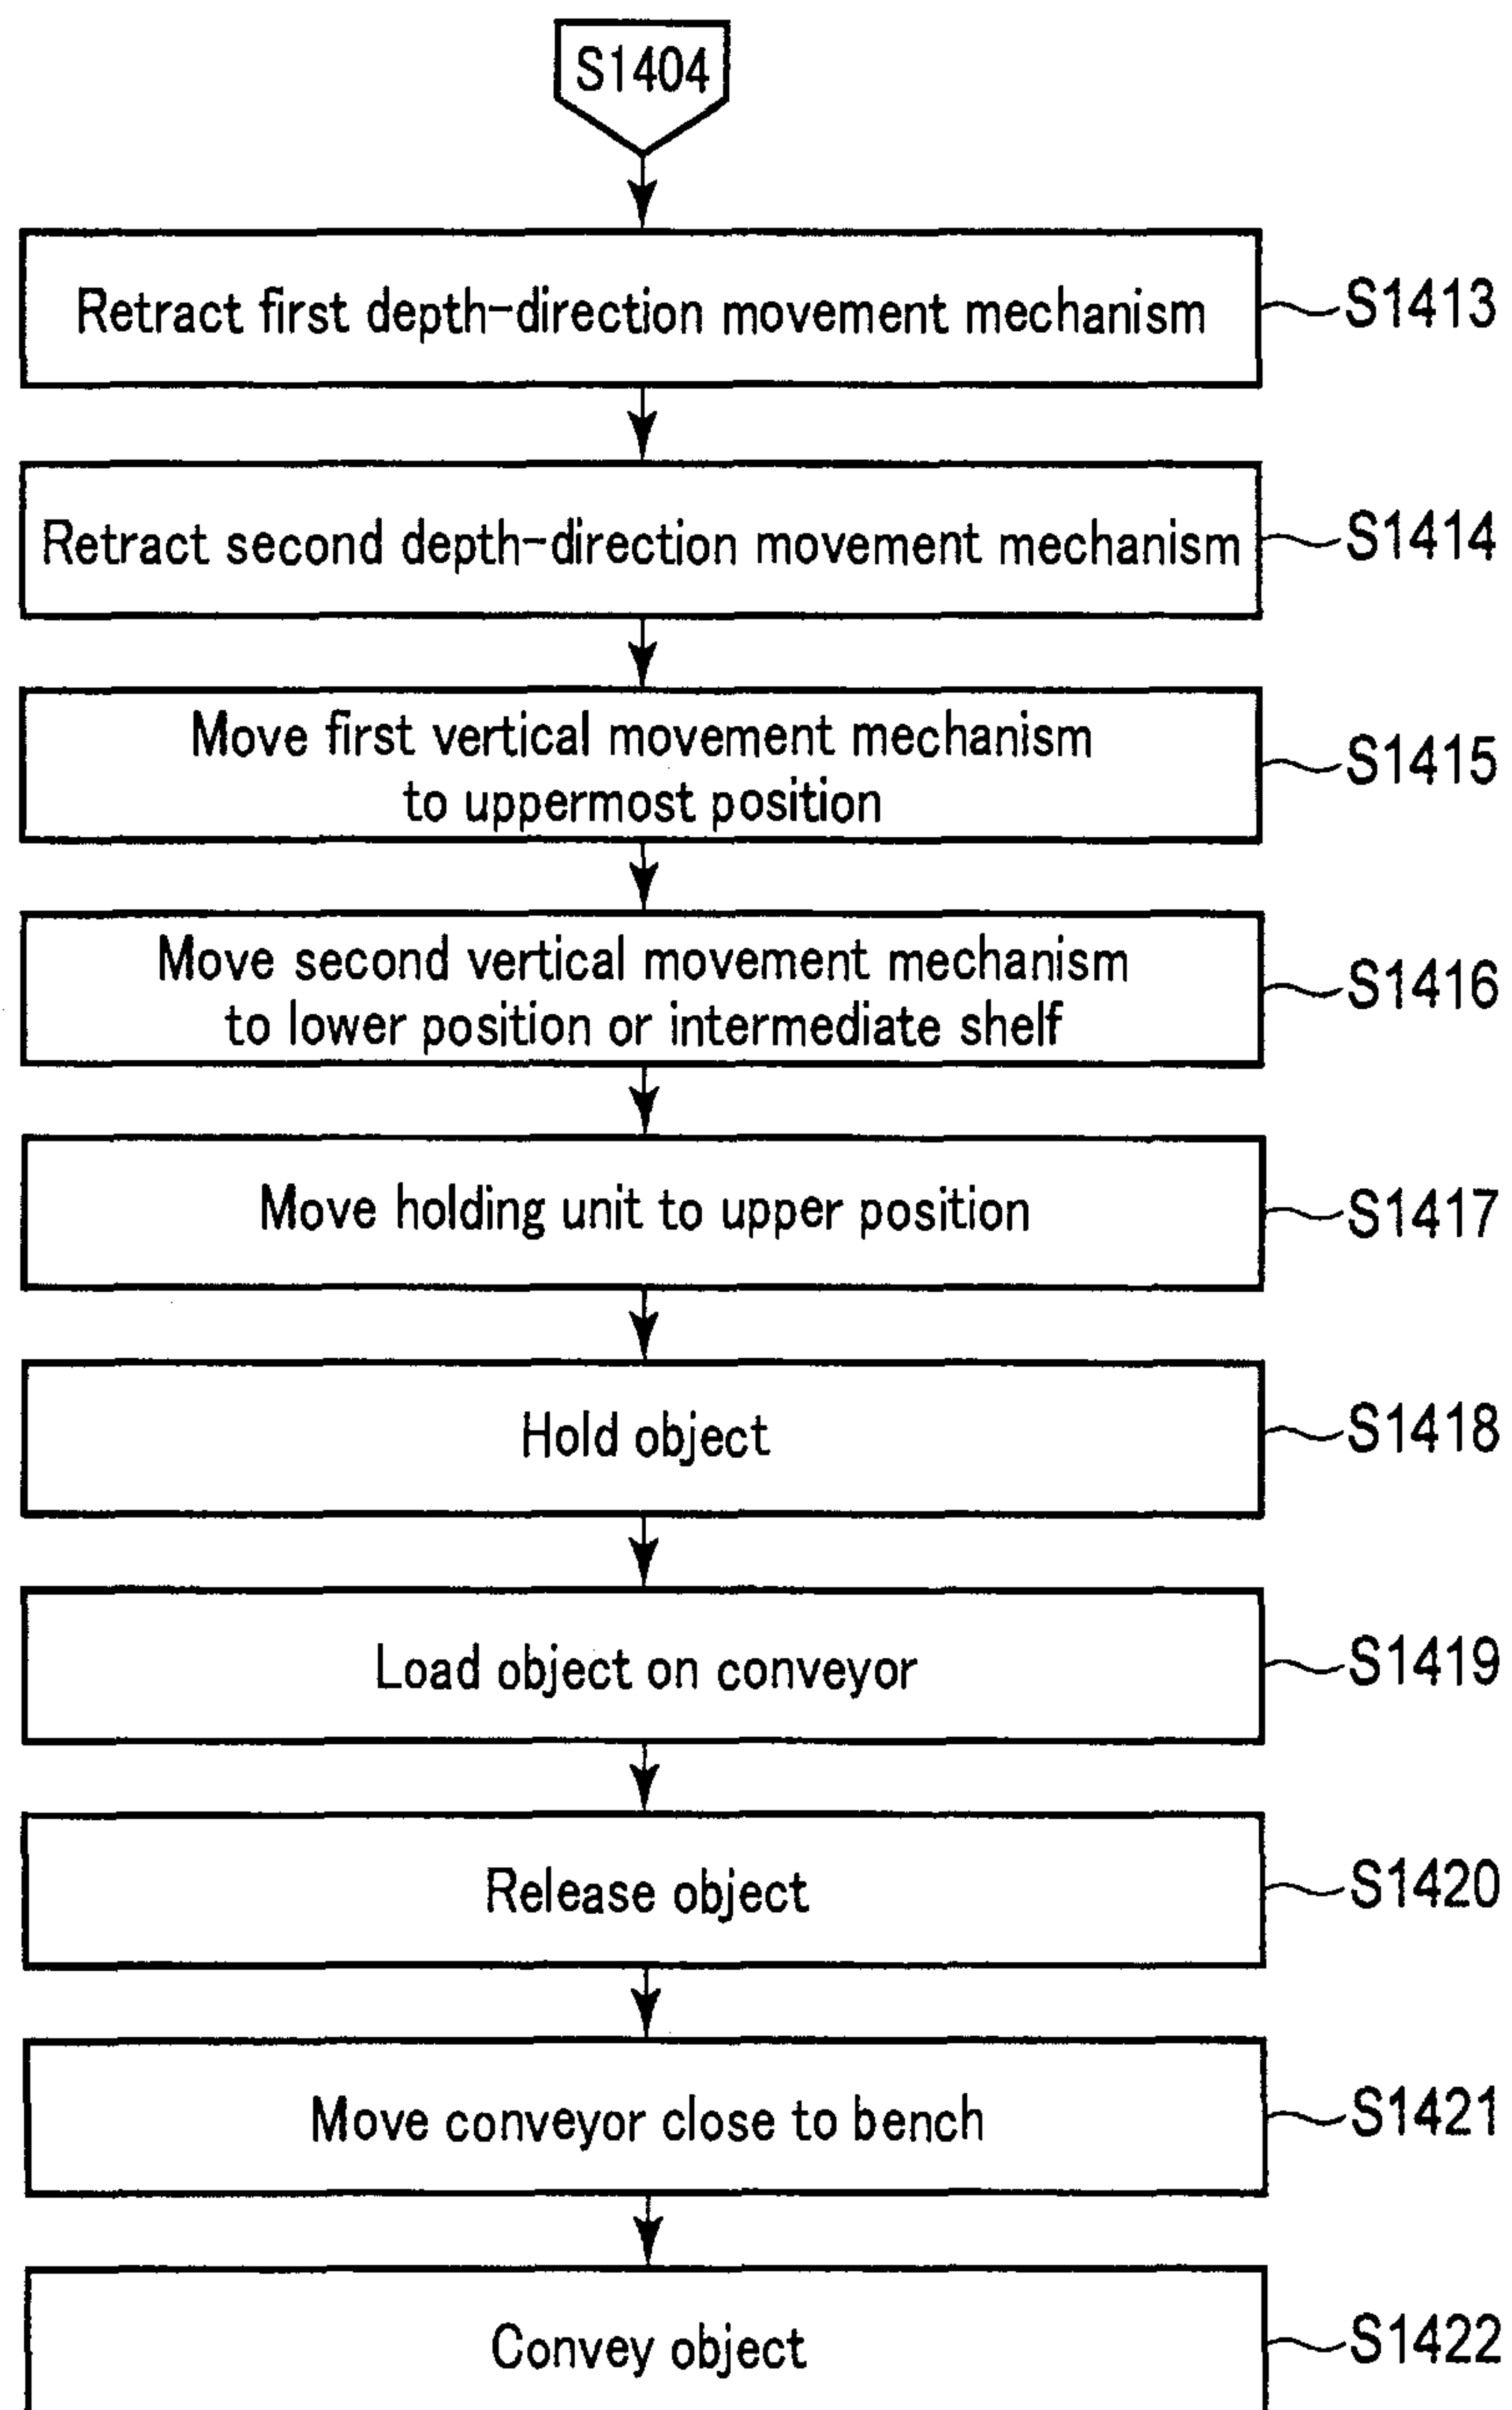 S1404
Retract first depth-direction movement mechanism
S1413
Retract second depth-direction movement mechanism
S1414
Move first vertical movement mechanism
to uppermost position
S1415
Move second vertical movement mechanism
to lower position or intermediate shelf
S1416
Move holding unit to upper position
S1417
Hold object
S1418
Load object on conveyor
S1419
Release object
S1420
Move conveyor close to bench
S1421
Convey object
S1422